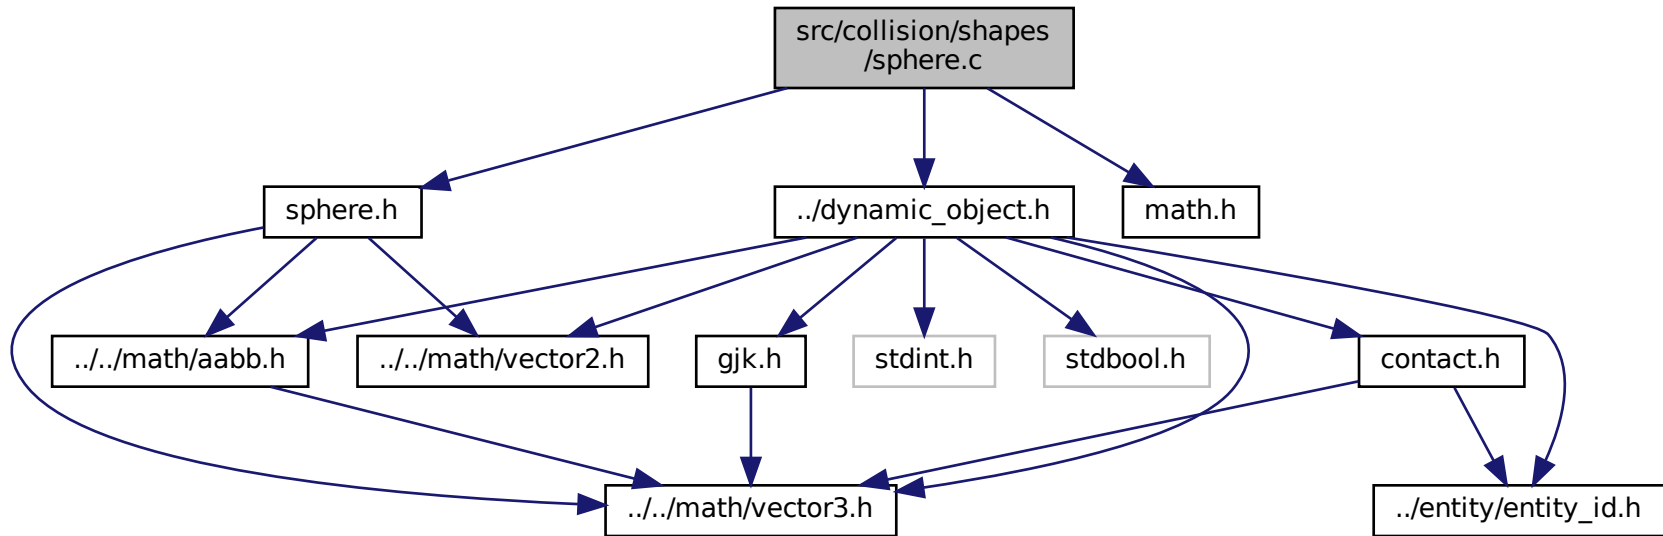 src/collision/shapes
/sphere.c
sphere.h
../dynamic_object.h
math.h
../../math/aabb.h
../../math/vector2.h
gjk.h
stdint.h
stdbool.h
contact.h
../../math/vector3.h
../entity/entity_id.h